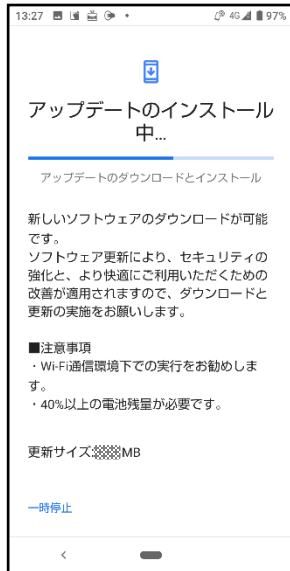 13:27 4G 97%
アップデートのインストール
中...
アップデートのダウンロードとインストール
新しいソフトウェアのダウンロードが可能
です。
ソフトウェア更新により、セキュリティの
強化と、より快適にご利用いただくための
改善が適用されますので、ダウンロードと
更新の実施をお願いします。
■注意事項
・Wi-Fi通信環境下での実行をお勧めしま
す。
・40%以上の電池残量が必要です。
更新サイズ:MB
一時停止